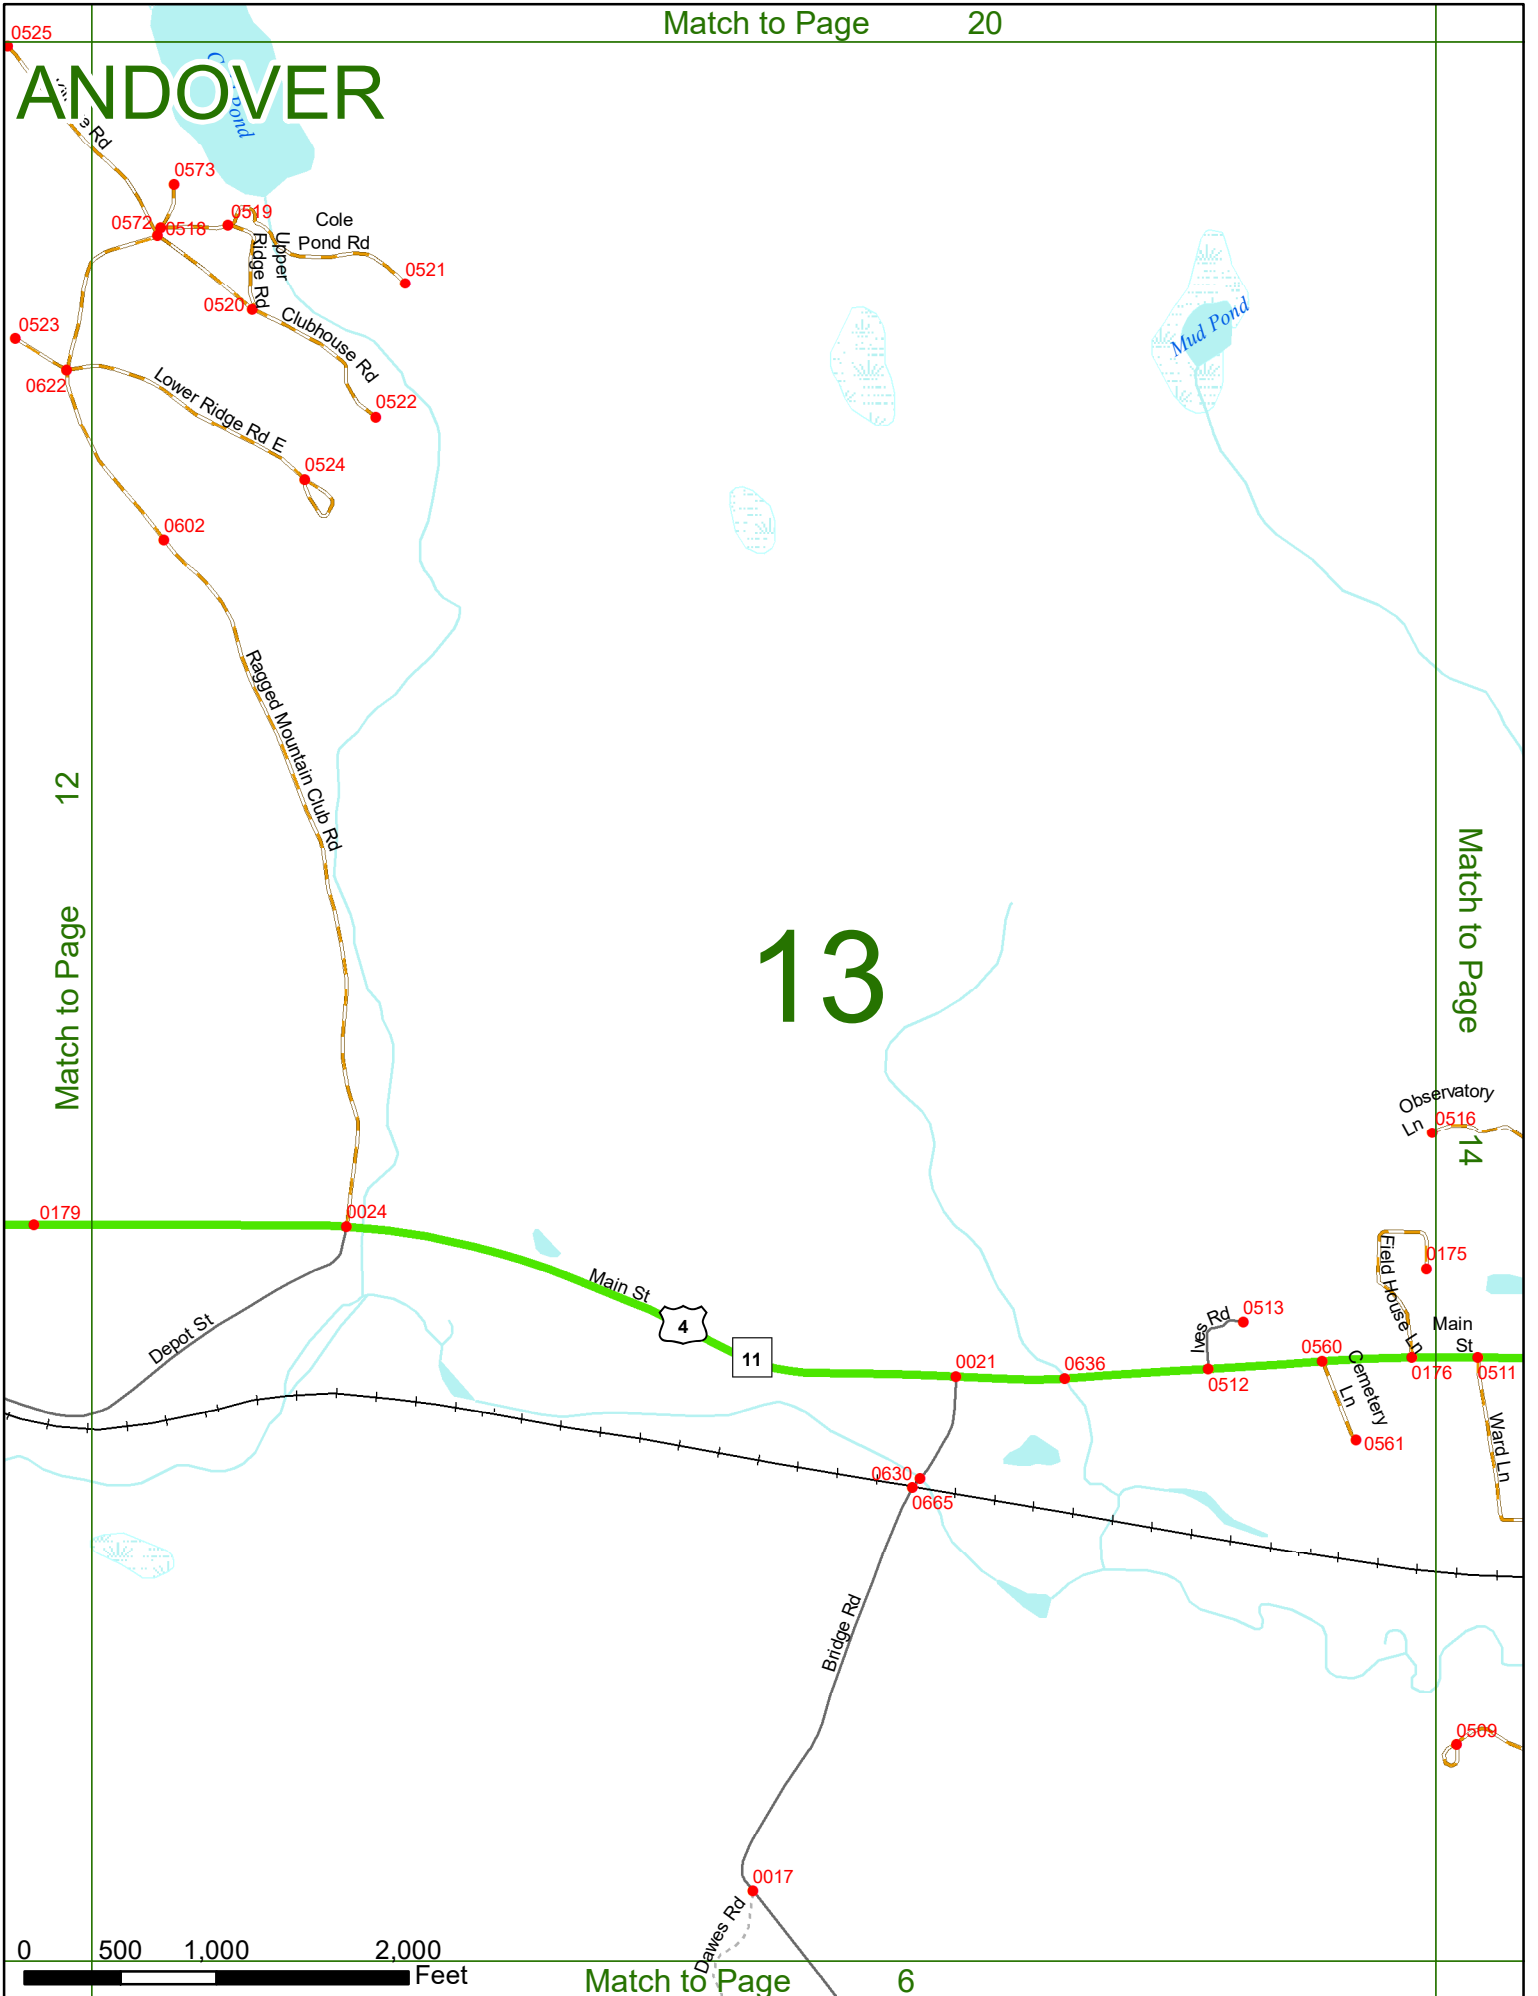 Match to Page 20
0525
ANDOVER
Pond
Rd
0573
0572
0518
0519
Cole
Pond Rd
Upper
Ridge Rd
0521
0520
Clubhouse Rd
0523
0622
Lower Ridge Rd E
0522
0524
0602
Mud Pond
Ragged Mountain Club Rd
12
Match to Page
13
Match to Page
14
Observatory
Ln
0516
0179
0024
Main St
4
11
Depot St
0021
0636
Ives Rd
0513
0512
0560
Cemetery
Ln
0561
Field House Ln
0175
0176
Main
St
0511
Ward Ln
0630
0665
Bridge Rd
0509
0017
Dawes Rd
0 500 1,000 2,000
Feet
Match to Page 6